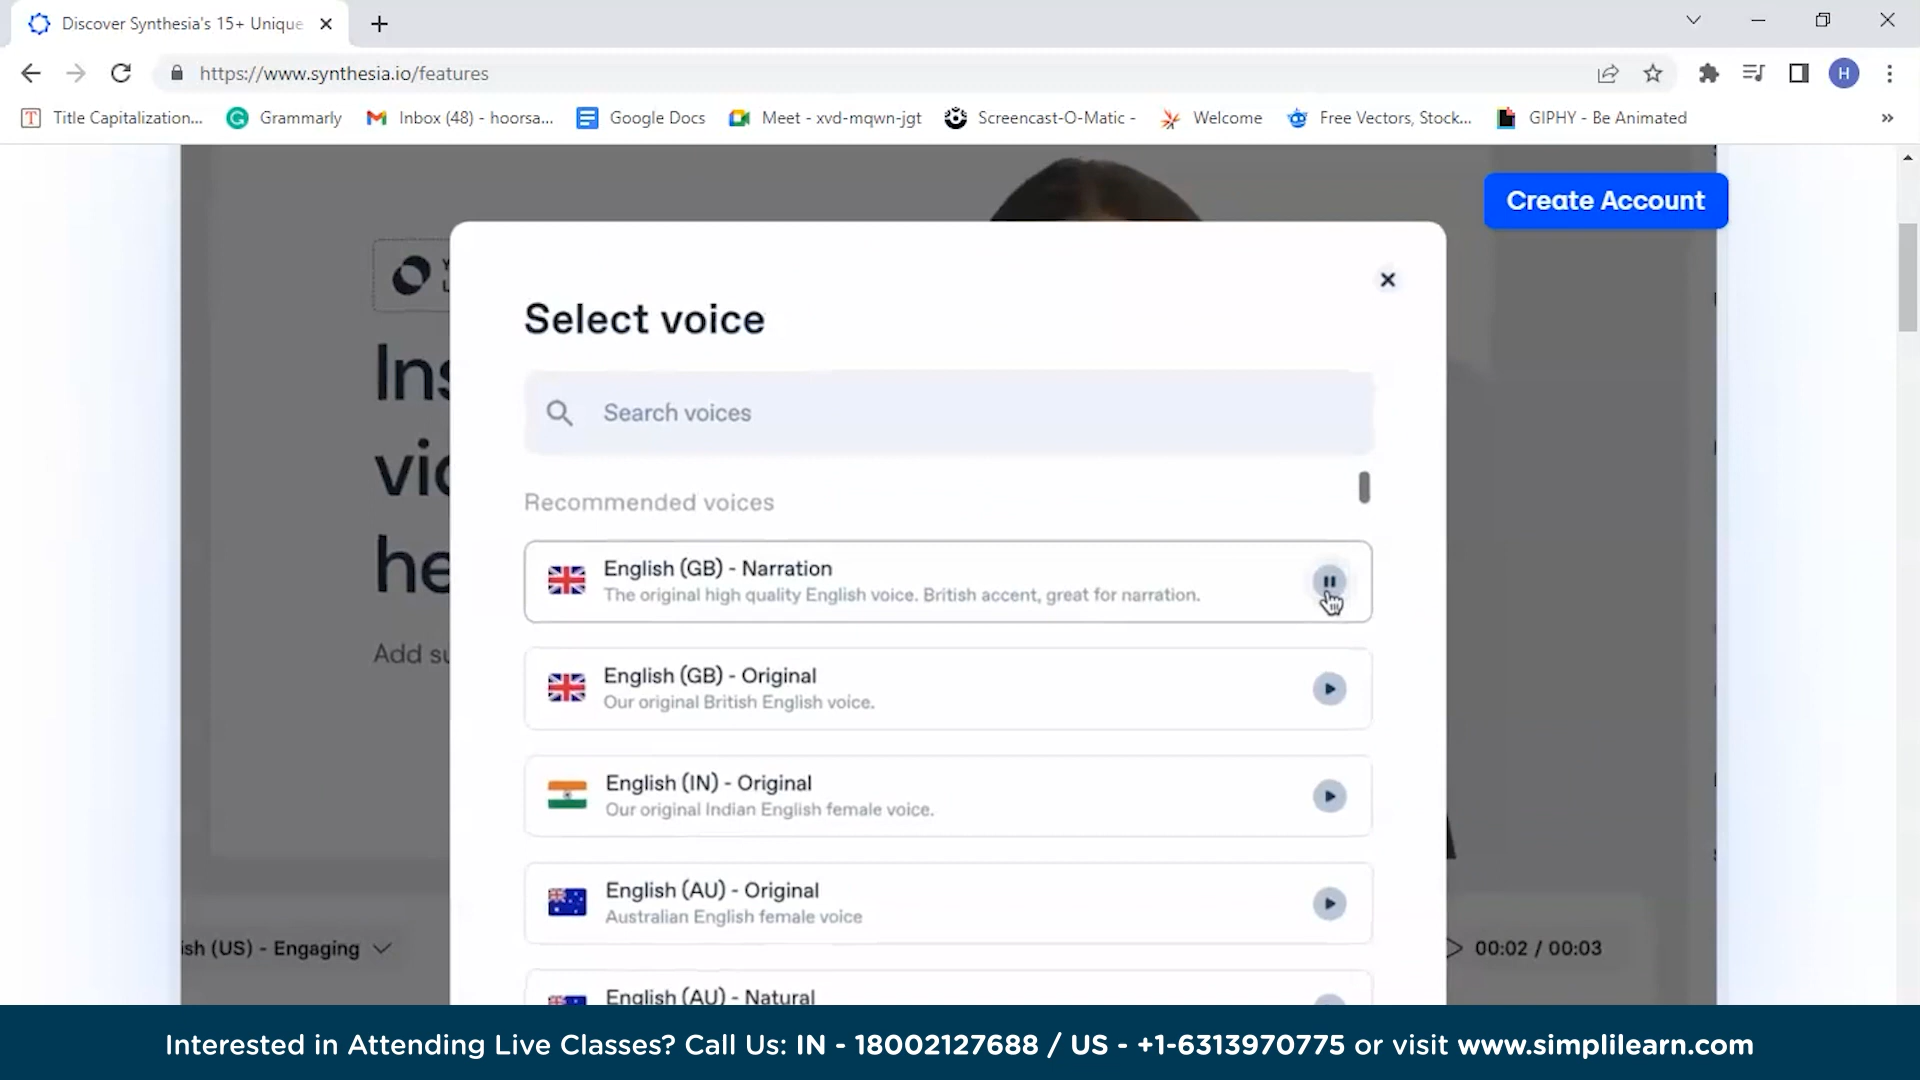 Discover Synthesia's 15+ Unique
https://www.synthesia.io/features
H
Title Capitalization...
Grammarly
Inbox (48) - hoorsa...
Google Docs
Meet - xvd-mqwn-jgt
Screencast-O-Matic -
Welcome
Free Vectors, Stock...
GIPHY - Be Animated
Create Account
Select voice
Search voices
Recommended voices
English (GB) - Narration
The original high quality English voice. British accent, great for narration.
English (GB) - Original
Our original British English voice.
English (IN) - Original
Our original Indian English female voice.
English (AU) - Original
Australian English female voice
English (AU) - Natural
Add
(US) - Engaging
00:02 / 00:03
Interested in Attending Live Classes? Call Us: IN - 18002127688 / US - +1-6313970775 or visit www.simplilearn.com